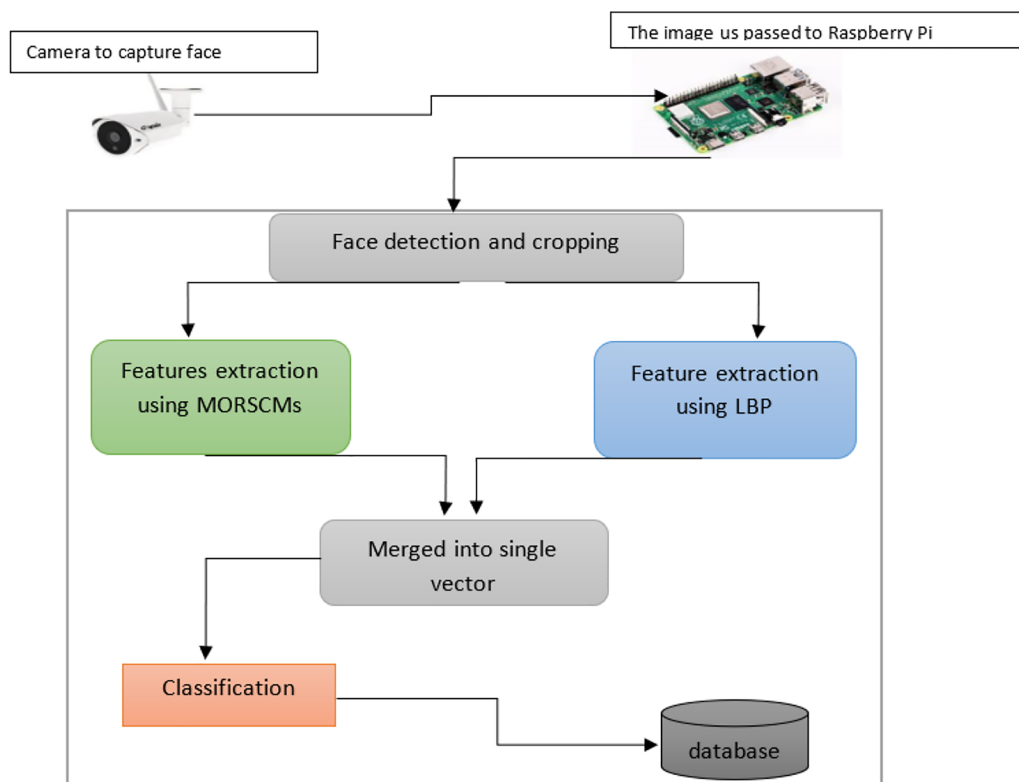 Camera to capture face
The image us passed to Raspberry Pi
Face detection and cropping
Features extraction
using MORSCMs
Feature extraction
using LBP
Merged into single
vector
Classification
database